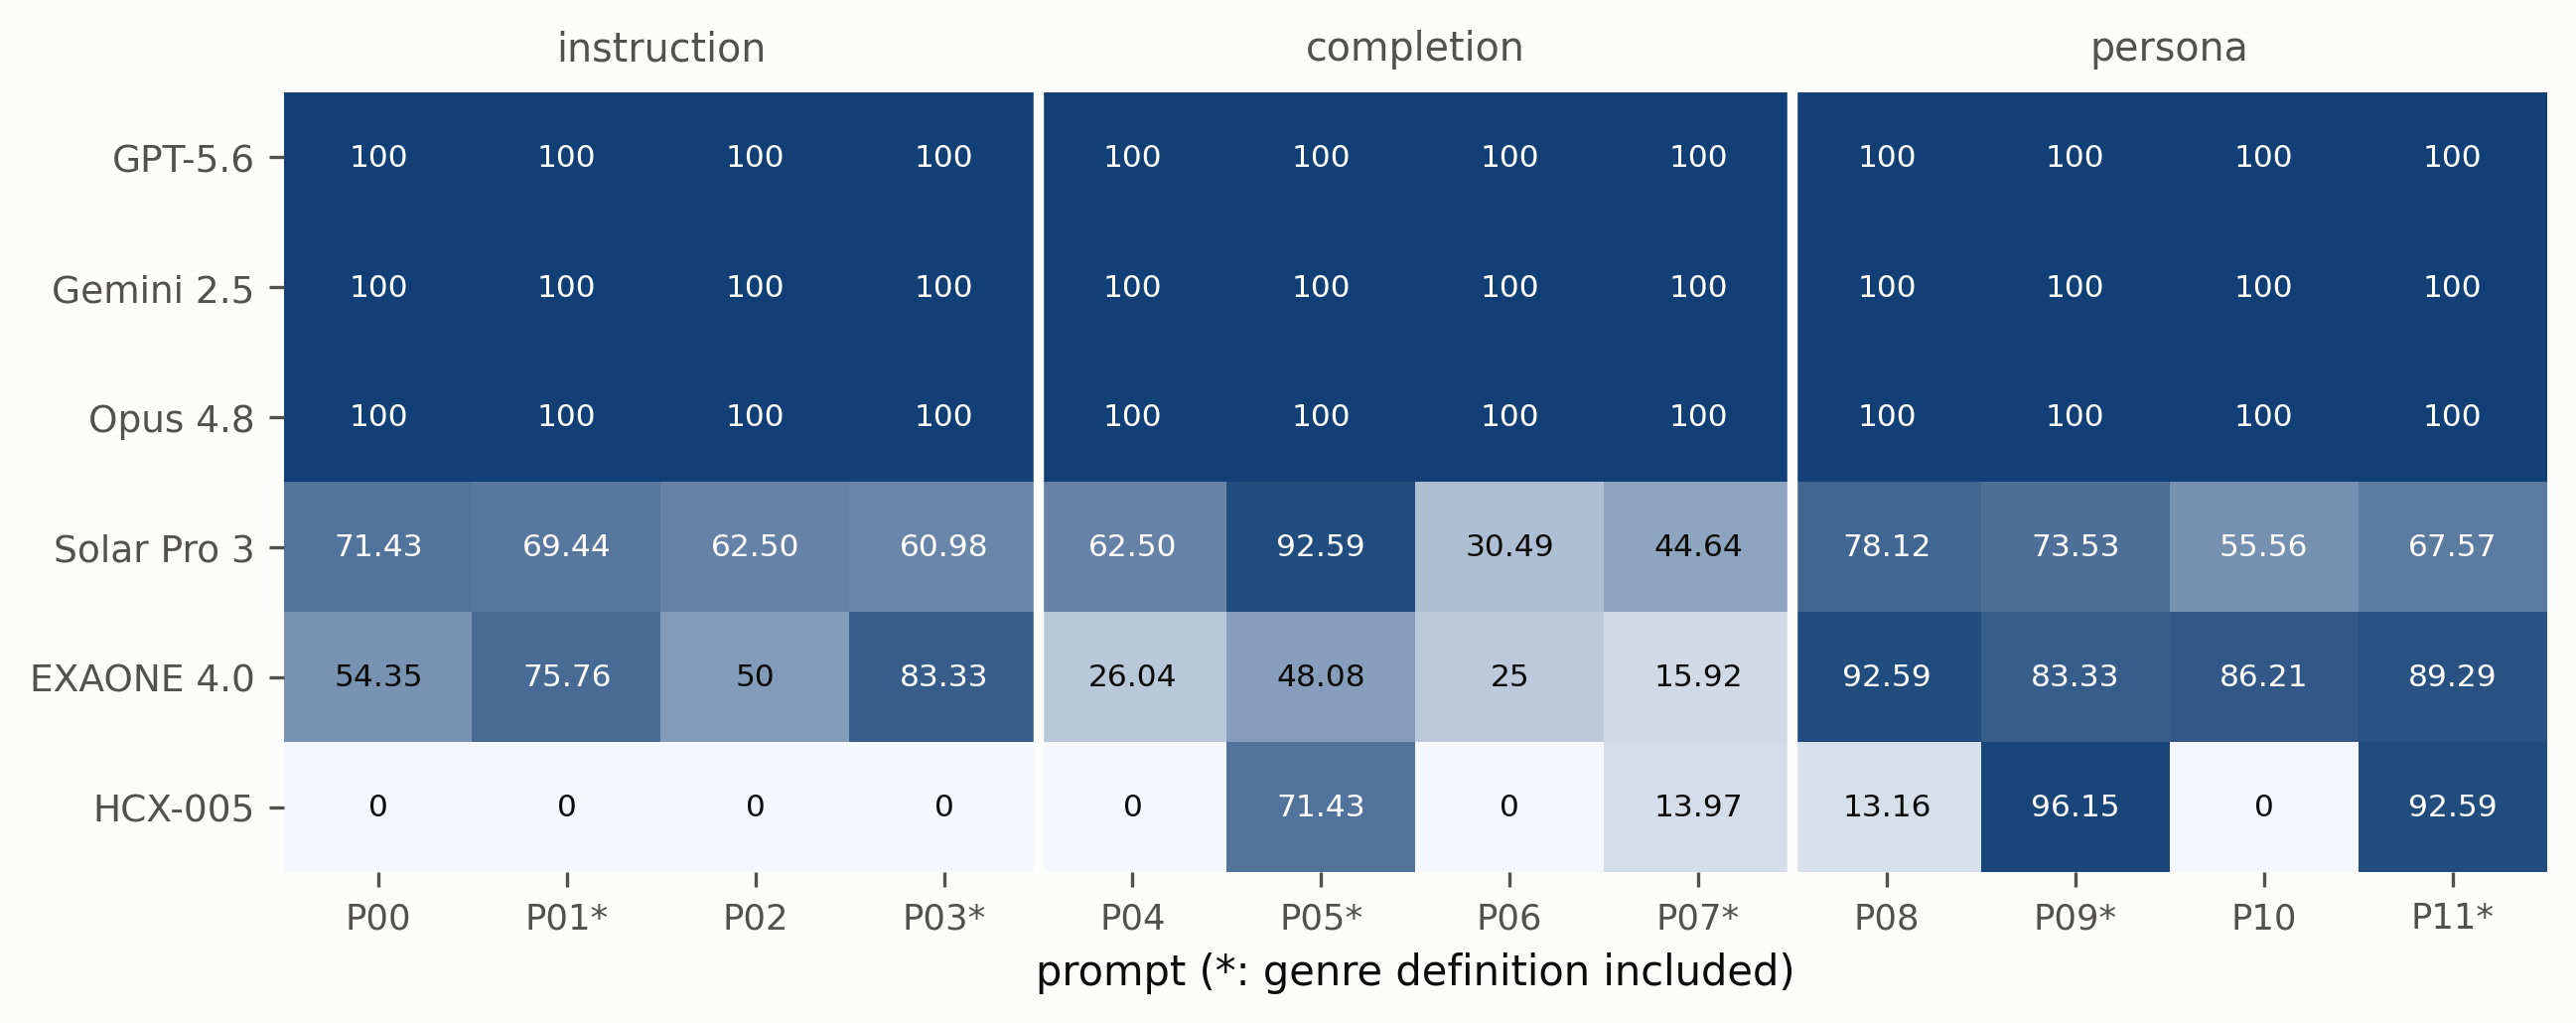 instruction completion persona
GPT-5.6 100 100 100 100 100 100 100 100 100 100 100 100
Gemini 2.5 100 100 100 100 100 100 100 100 100 100 100 100
Opus 4.8 100 100 100 100 100 100 100 100 100 100 100 100
Solar Pro 3 71.43 69.44 62.50 60.98 62.50 92.59 30.49 44.64 78.12 73.53 55.56 67.57
EXAONE 4.0 54.35 75.76 50 83.33 26.04 48.08 25 15.92 92.59 83.33 86.21 89.29
HCX-005 0 0 0 0 0 71.43 0 13.97 13.16 96.15 0 92.59
P00 P01* P02 P03* P04 P05* P06 P07* P08 P09* P10 P11*
prompt (*: genre definition included)